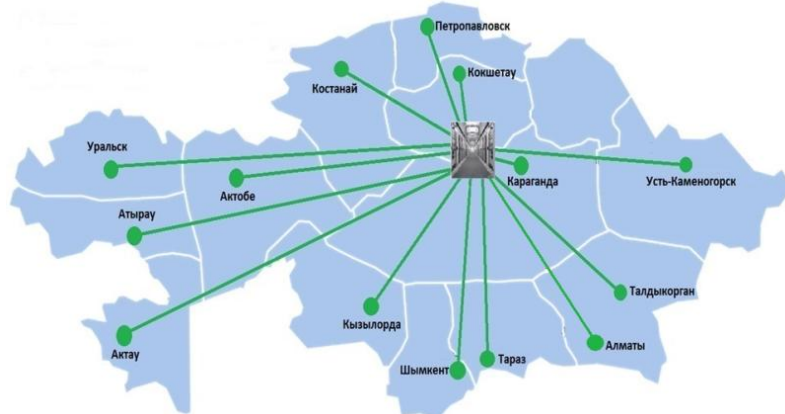 Петропавловск
Кокшетау
Костанай
Уральск
Актобе
Караганда
Усть-Каменогорск
Атырау
Талдыкорган
Кызылорда
Актау
Алматы
Шымкент
Тараз